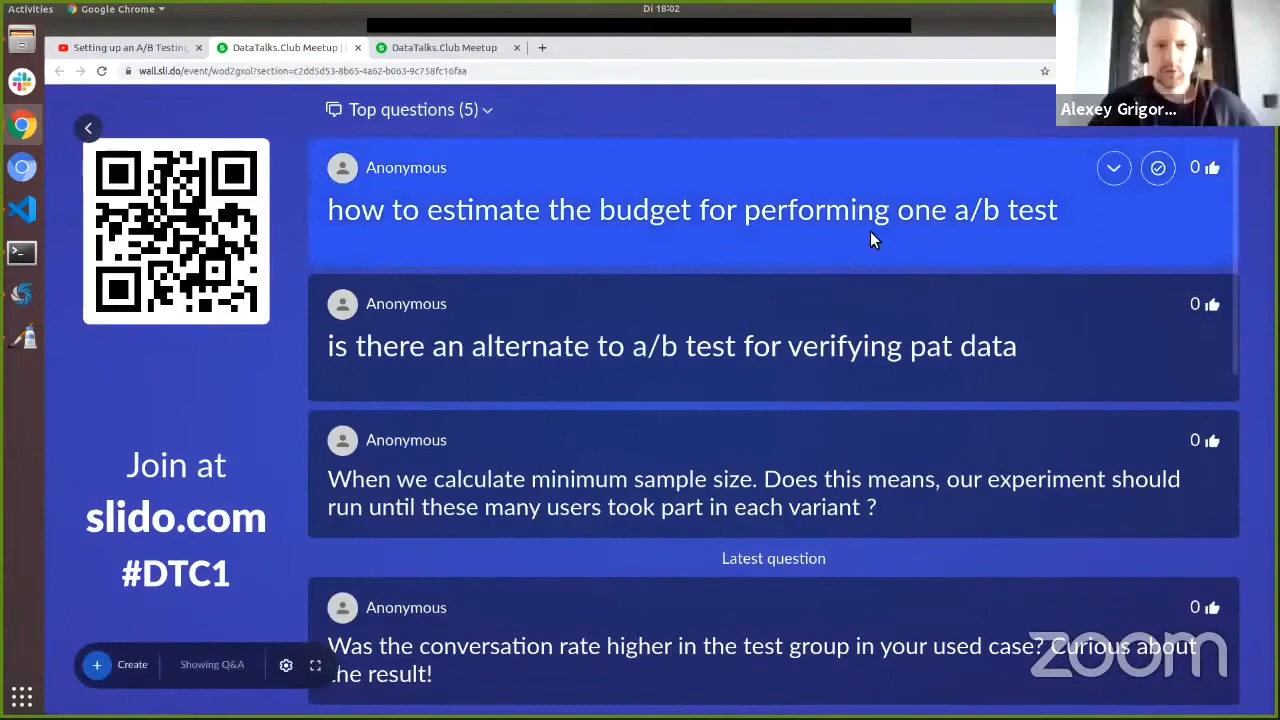 Activities
Google Chrome
Di 18:02
Setting up an A/B Testing
DataTalks.Club Meetup |
DataTalks.Club Meetup
wall.sli.do/event/wod2gxol?section=c2dd5d53-8b65-4a62-b063-9c758fc16faa
Alexey Grigor...
Top questions (5)
Anonymous
0
how to estimate the budget for performing one a/b test
Anonymous
0
is there an alternate to a/b test for verifying pat data
Anonymous
0
When we calculate minimum sample size. Does this means, our experiment should
run until these many users took part in each variant ?
Latest question
Anonymous
0
Was the conversation rate higher in the test group in your used case? Curious about
the result!
Join at
slido.com
#DTC1
Create
Showing Q&A
zoom